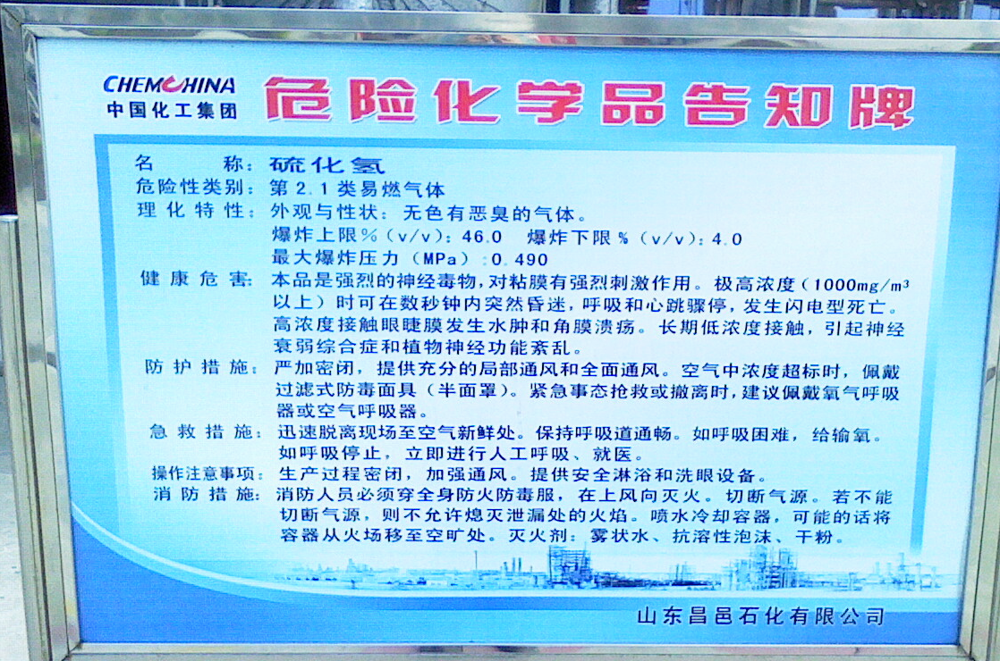 CHEMCHINA
中国化工集团
危险化学品告知牌
名 称：硫化氢
危险性类别：第2.1类易燃气体
理化特性：外观与性状：无色有恶臭的气体。
爆炸上限%（v/v）：46.0 爆炸下限%（v/v）：4.0
最大爆炸压力（MPa）：0.490
健康危害：本品是强烈的神经毒物，对粘膜有强烈刺激作用。极高浓度（1000mg/m³
以上）时可在数秒钟内突然昏迷，呼吸和心跳骤停，发生闪电型死亡。
高浓度接触眼睫膜发生水肿和角膜溃疡。长期低浓度接触，引起神经
衰弱综合症和植物神经功能紊乱。
防护措施：严加密闭，提供充分的局部通风和全面通风。空气中浓度超标时，佩戴
过滤式防毒面具（半面罩）。紧急事态抢救或撤离时，建议佩戴氧气呼吸
器或空气呼吸器。
急救措施：迅速脱离现场至空气新鲜处。保持呼吸道通畅。如呼吸困难，给输氧。
如呼吸停止，立即进行人工呼吸、就医。
操作注意事项：生产过程密闭，加强通风。提供安全淋浴和洗眼设备。
消防措施：消防人员必须穿全身防火防毒服，在上风向灭火。切断气源。若不能
切断气源，则不允许熄灭泄漏处的火焰。喷水冷却容器，可能的话将
容器从火场移至空旷处。灭火剂：雾状水、抗溶性泡沫、干粉。
山东昌邑石化有限公司